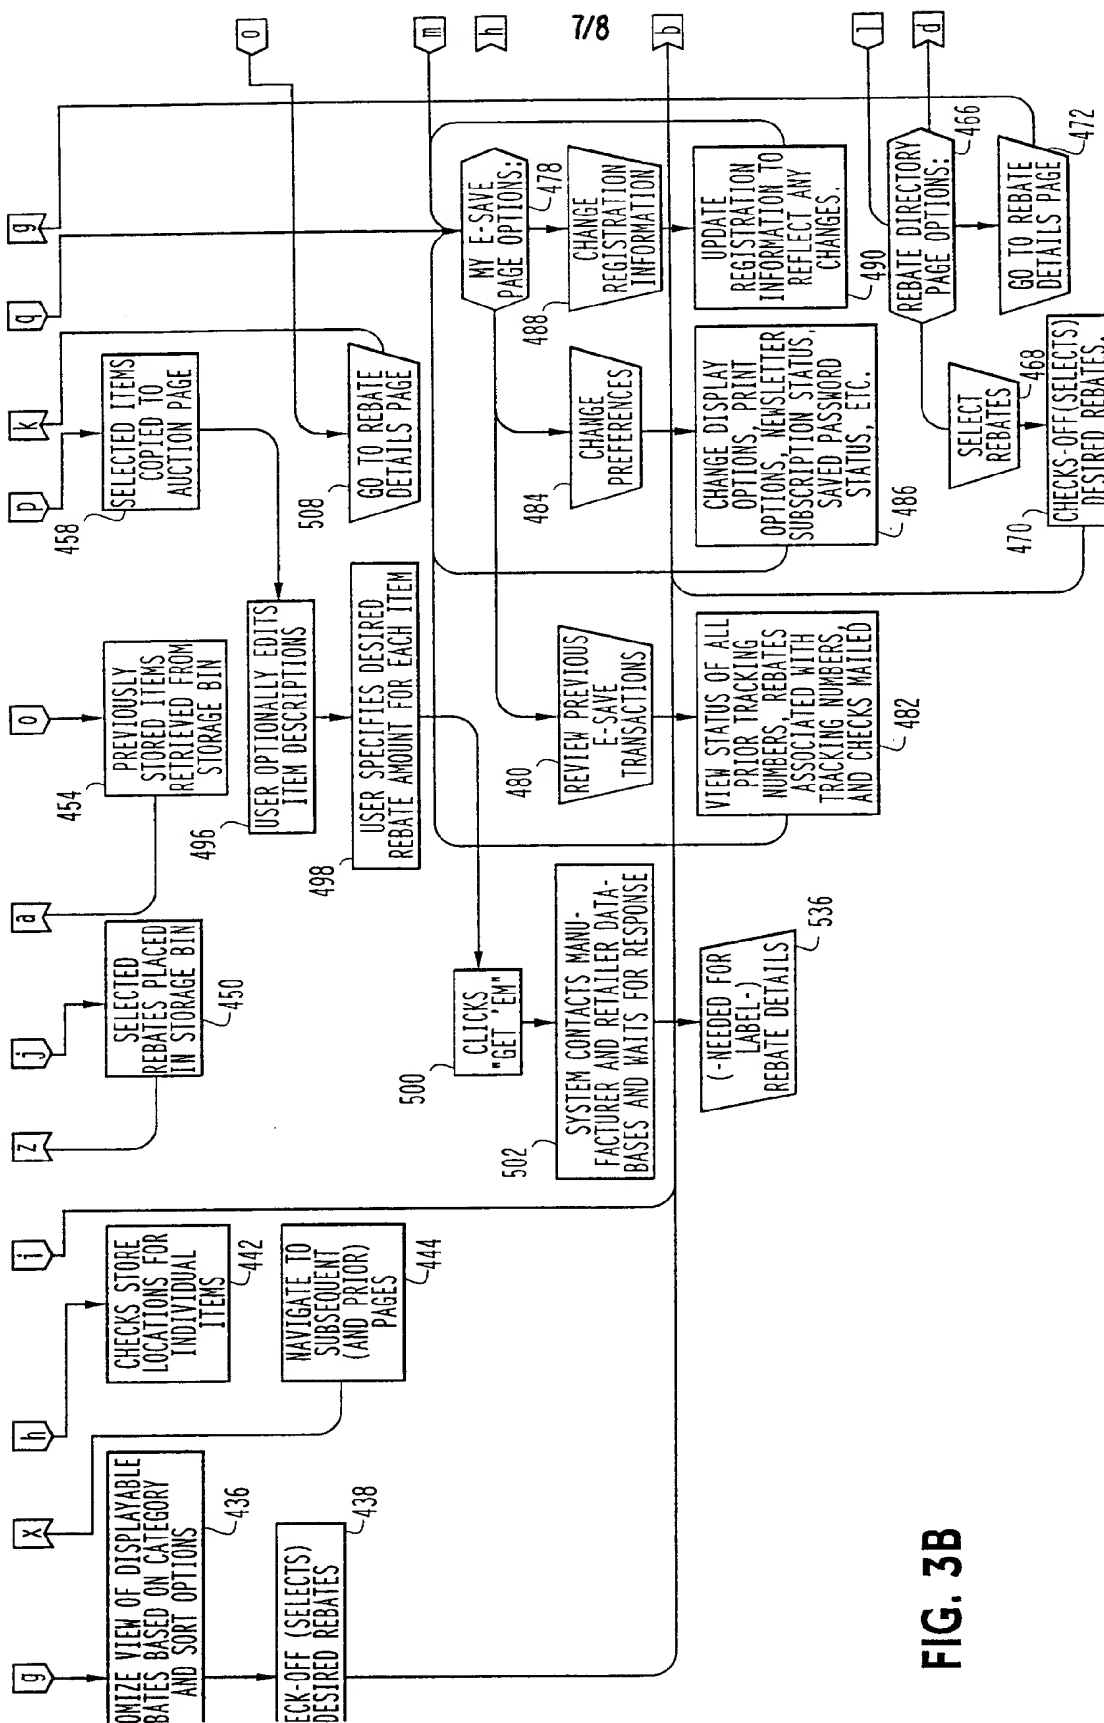 7/8
g
x
h
i
z
j
a
o
p
k
q
g
o
m
h
b
l
d
OMIZE VIEW OF DISPLAYABLE
BATES BASED ON CATEGORY
AND SORT OPTIONS
436
ECK-OFF (SELECTS)
DESIRED REBATES
438
CHECKS STORE
LOCATIONS FOR
INDIVIDUAL
ITEMS
442
NAVIGATE TO
SUBSEQUENT
(AND PRIOR)
PAGES
444
SELECTED
REBATES PLACED
IN STORAGE BIN
450
454
PREVIOUSLY
STORED ITEMS
RETRIEVED FROM
STORAGE BIN
458
SELECTED ITEMS
COPIED TO
AUCTION PAGE
496
USER OPTIONALLY EDITS
ITEM DESCRIPTIONS
498
USER SPECIFIES DESIRED
REBATE AMOUNT FOR EACH ITEM
508
GO TO REBATE
DETAILS PAGE
500
CLICKS
"GET 'EM"
502
SYSTEM CONTACTS MANU-
FACTURER AND RETAILER DATA-
BASES AND WAITS FOR RESPONSE
(-NEEDED FOR
LABEL-)
REBATE DETAILS
536
MY E-SAVE
PAGE OPTIONS:
478
480
REVIEW PREVIOUS
E-SAVE
TRANSACTIONS
VIEW STATUS OF ALL
PRIOR TRACKING
NUMBERS, REBATES
ASSOCIATED WITH
TRACKING NUMBERS,
AND CHECKS MAILED
482
484
CHANGE
PREFERENCES
CHANGE DISPLAY
OPTIONS, PRINT
OPTIONS, NEWSLETTER
SUBSCRIPTION STATUS,
SAVED PASSWORD
STATUS, ETC.
486
488
CHANGE
REGISTRATION
INFORMATION
UPDATE
REGISTRATION
INFORMATION TO
REFLECT ANY
CHANGES.
490
REBATE DIRECTORY
PAGE OPTIONS:
466
SELECT
REBATES
468
470
CHECKS-OFF(SELECTS)
DESIRED REBATES.
GO TO REBATE
DETAILS PAGE
472
FIG. 3B